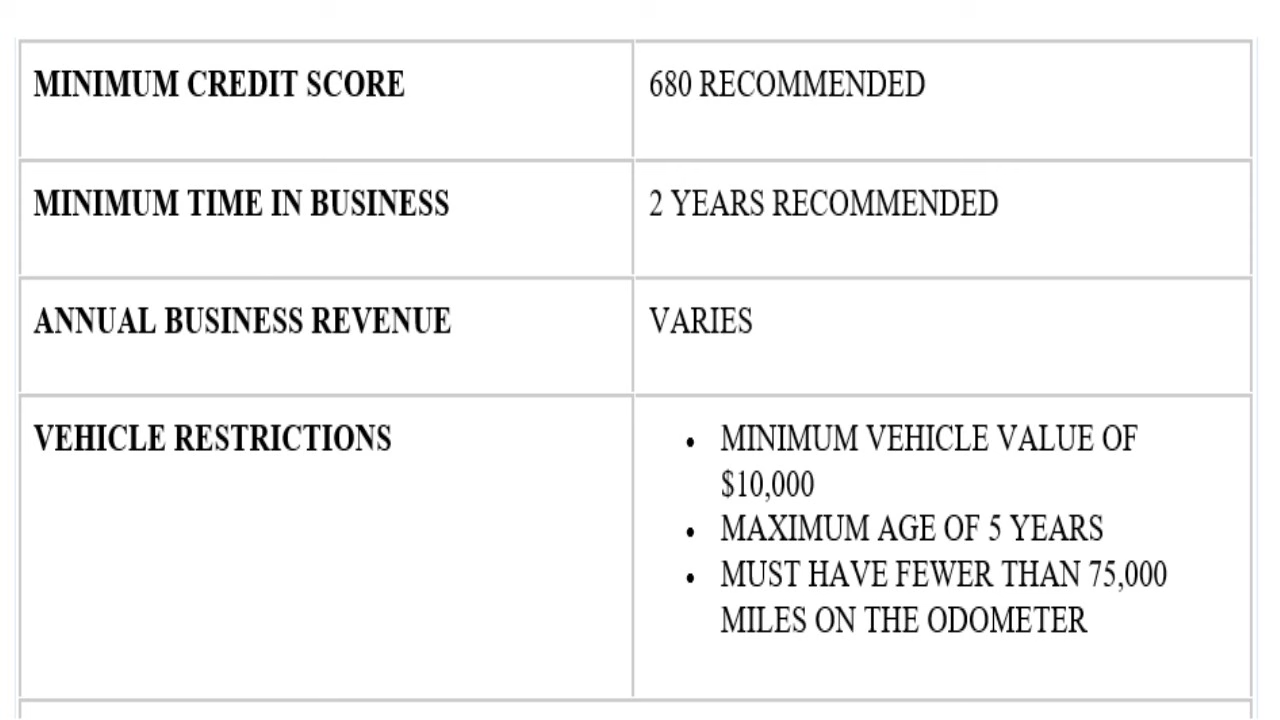 MINIMUM CREDIT SCORE
680 RECOMMENDED
MINIMUM TIME IN BUSINESS
2 YEARS RECOMMENDED
ANNUAL BUSINESS REVENUE
VARIES
VEHICLE RESTRICTIONS
• MINIMUM VEHICLE VALUE OF
$10,000
• MAXIMUM AGE OF 5 YEARS
• MUST HAVE FEWER THAN 75,000
MILES ON THE ODOMETER